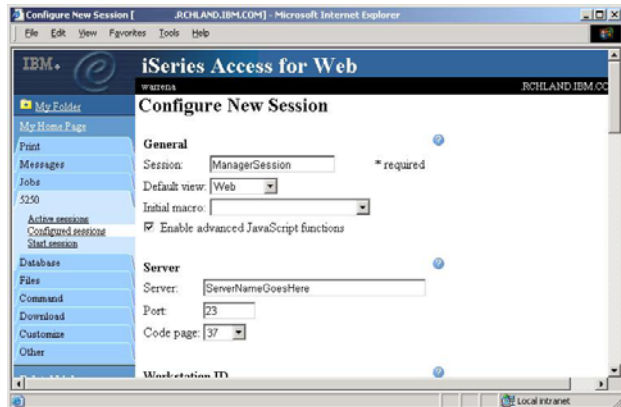 Configure New Session [ .RCHLAND.IBM.COM] - Microsoft Internet Explorer
File Edit View Favorites Tools Help
IBM.
iSeries Access for Web
warrena .RCHLAND.IBM.CO
My Folder
My Home Page
Print
Messages
Jobs
5250
Active sessions
Configured sessions
Start session
Database
Files
Command
Download
Customize
Other
Configure New Session
General
Session: ManagerSession * required
Default view: Web
Initial macro:
Enable advanced JavaScript functions
Server
Server: ServerNameGoesHere
Port: 23
Code page: 37
Workstation ID
Local intranet